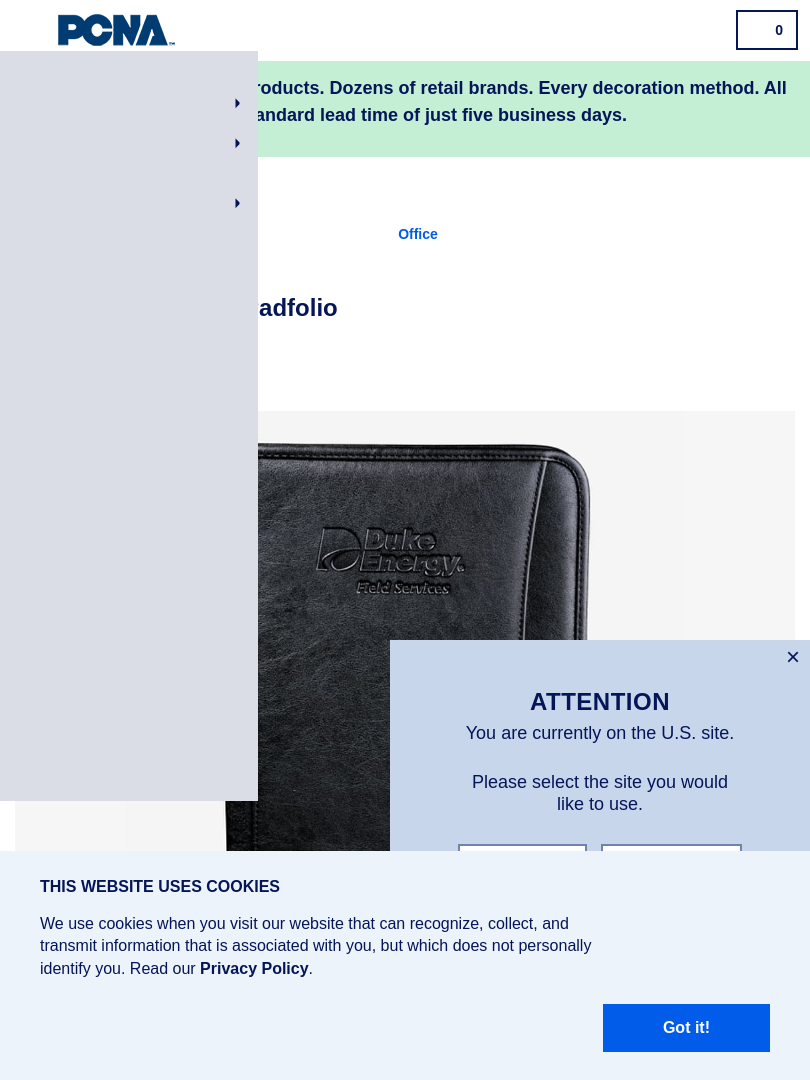 PCNA
0
roducts. Dozens of retail brands. Every decoration method. All
andard lead time of just five business days.
Office
adfolio
Duke
Energy®
Field Services
×
ATTENTION
You are currently on the U.S. site.
Please select the site you would
like to use.
THIS WEBSITE USES COOKIES
We use cookies when you visit our website that can recognize, collect, and
transmit information that is associated with you, but which does not personally
identify you. Read our Privacy Policy.
Got it!